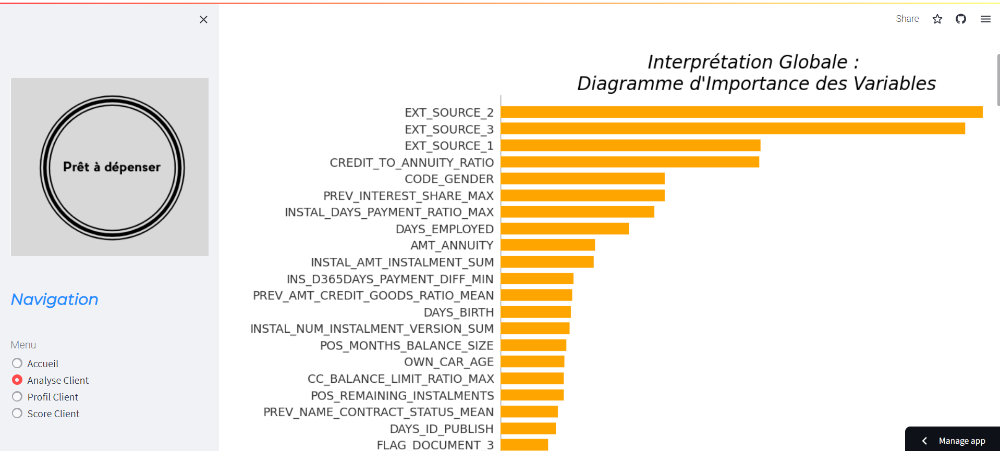 Share
Prêt à dépenser
Navigation
Menu
Accueil
Analyse Client
Profil Client
Score Client
Interprétation Globale :
Diagramme d'Importance des Variables
EXT_SOURCE_2
EXT_SOURCE_3
EXT_SOURCE_1
CREDIT_TO_ANNUITY_RATIO
CODE_GENDER
PREV_INTEREST_SHARE_MAX
INSTAL_DAYS_PAYMENT_RATIO_MAX
DAYS_EMPLOYED
AMT_ANNUITY
INSTAL_AMT_INSTALMENT_SUM
INS_D365DAYS_PAYMENT_DIFF_MIN
PREV_AMT_CREDIT_GOODS_RATIO_MEAN
DAYS_BIRTH
INSTAL_NUM_INSTALMENT_VERSION_SUM
POS_MONTHS_BALANCE_SIZE
OWN_CAR_AGE
CC_BALANCE_LIMIT_RATIO_MAX
POS_REMAINING_INSTALMENTS
PREV_NAME_CONTRACT_STATUS_MEAN
DAYS_ID_PUBLISH
FLAG_DOCUMENT_3
Manage app